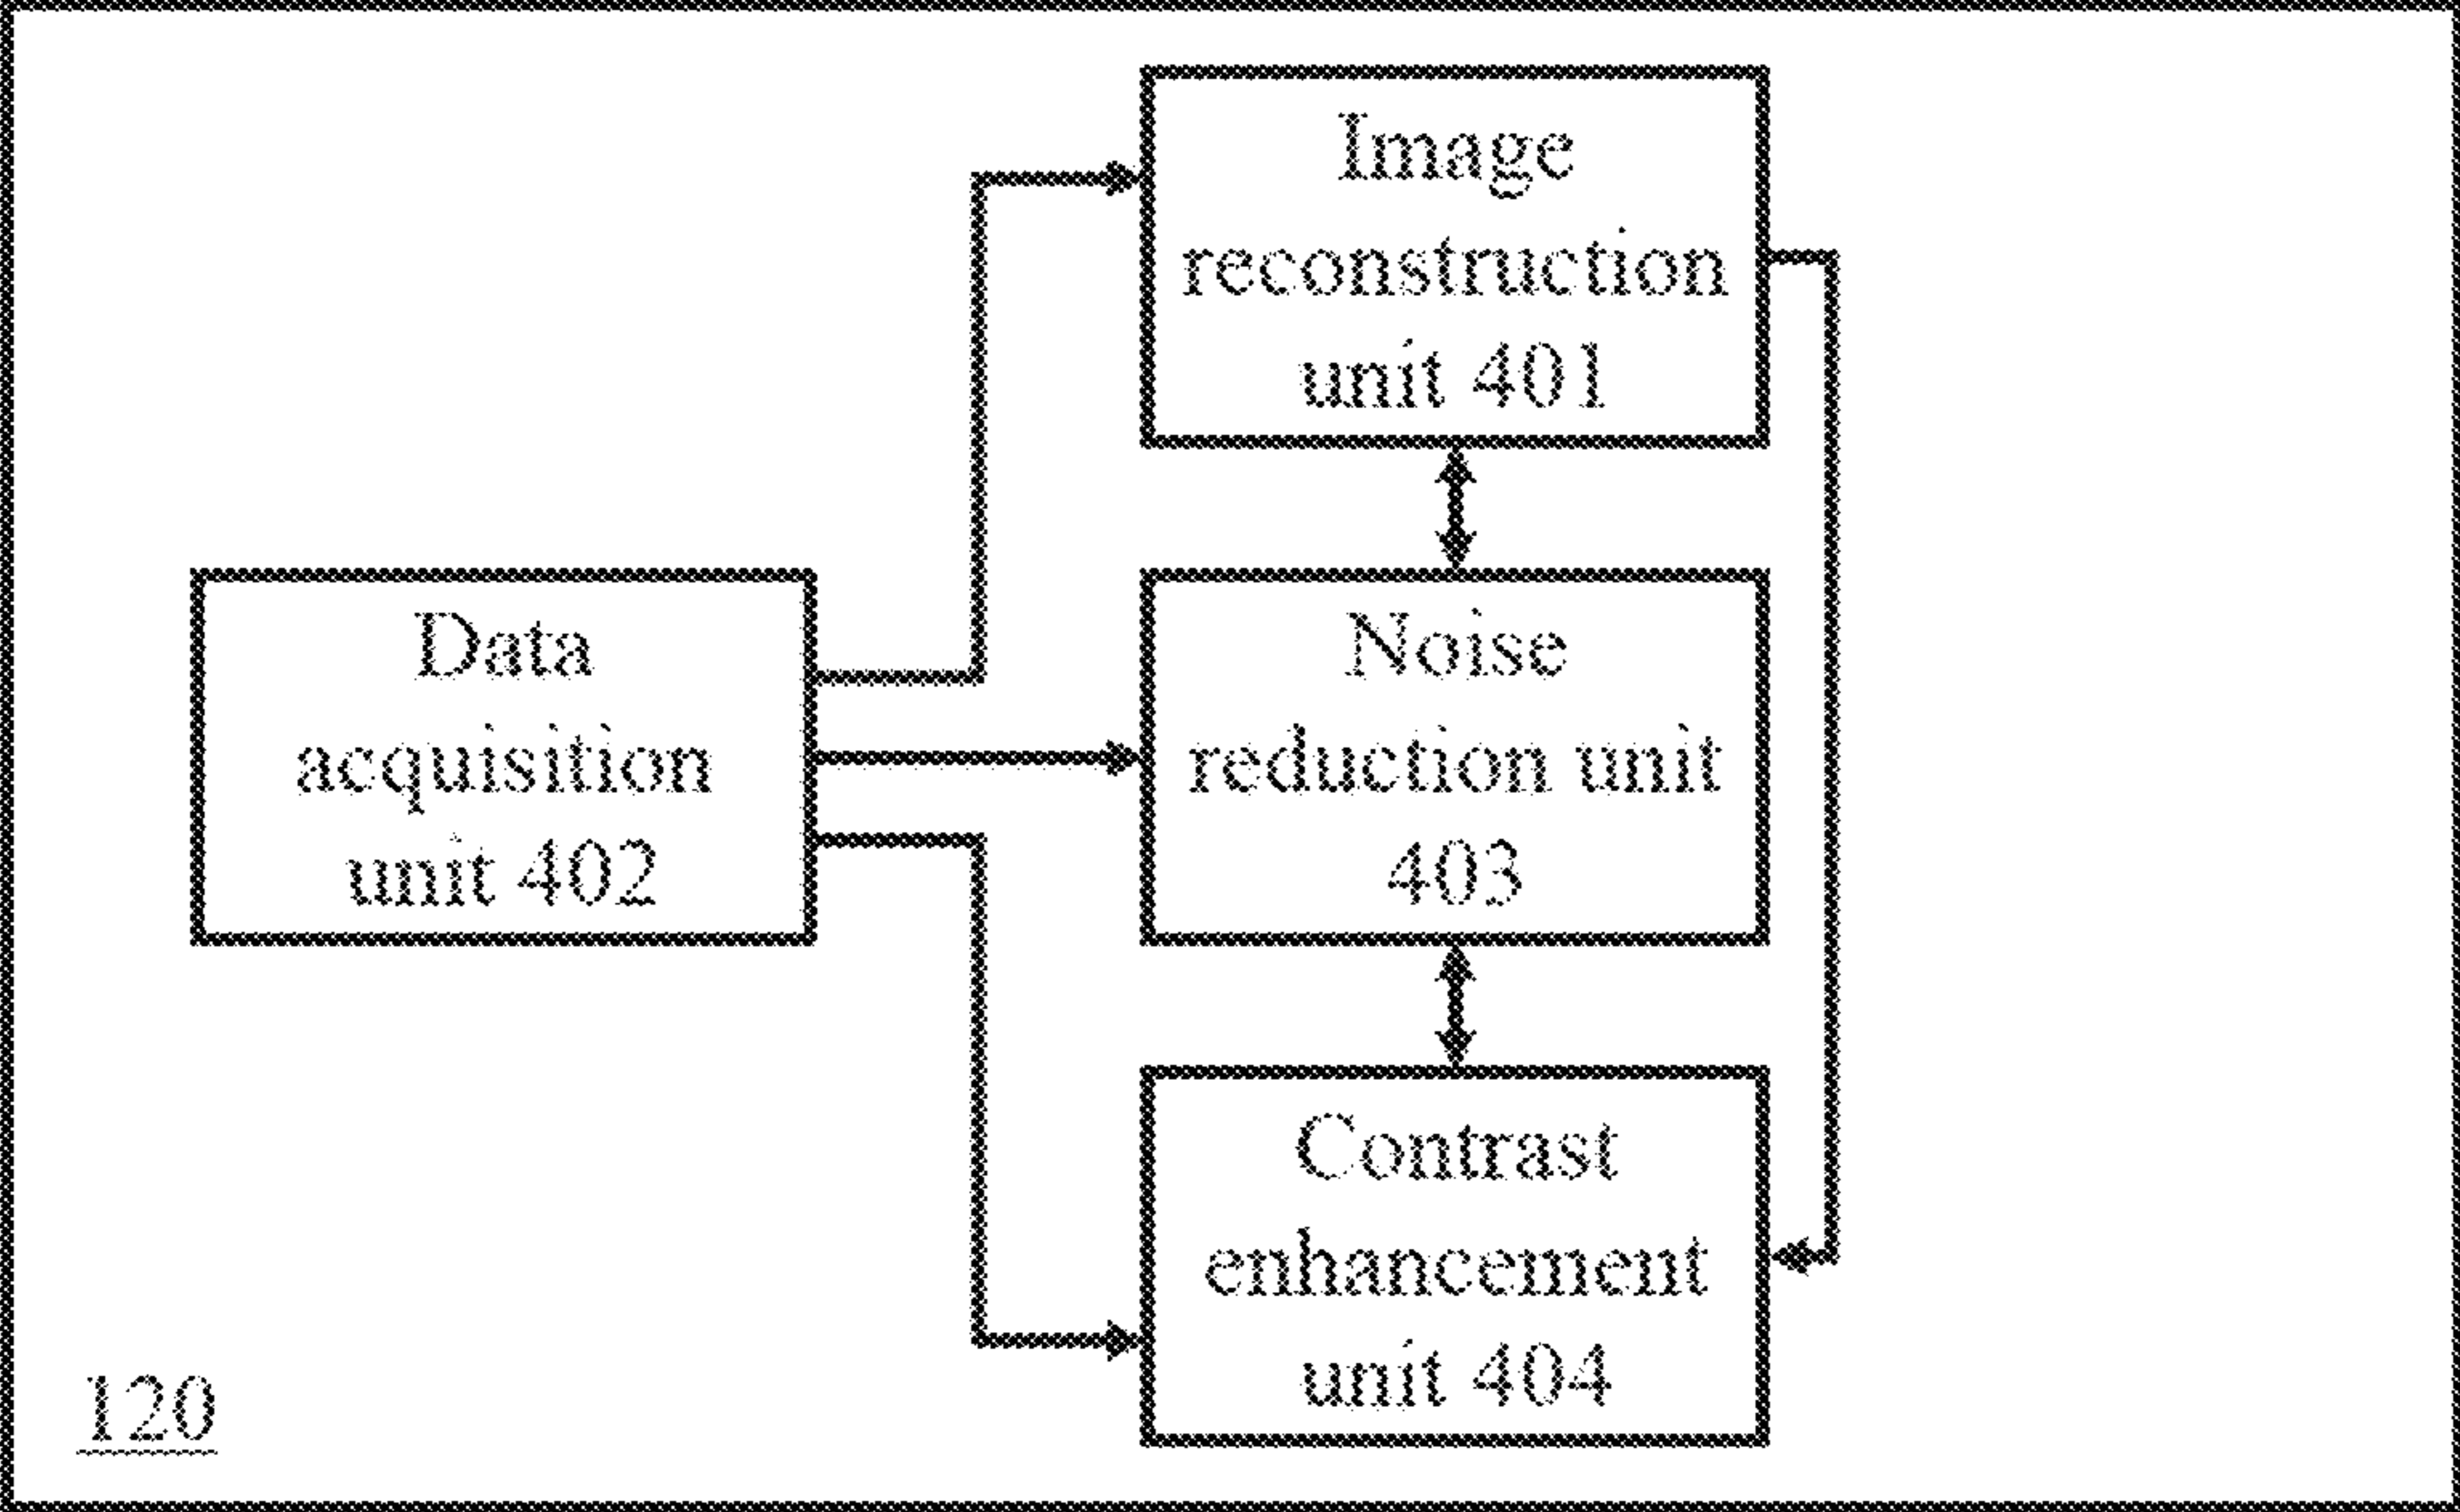 Image
reconstruction
unit 401
Data
acquisition
unit 402
Noise
reduction unit
403
Contrast
enhancement
unit 404
120